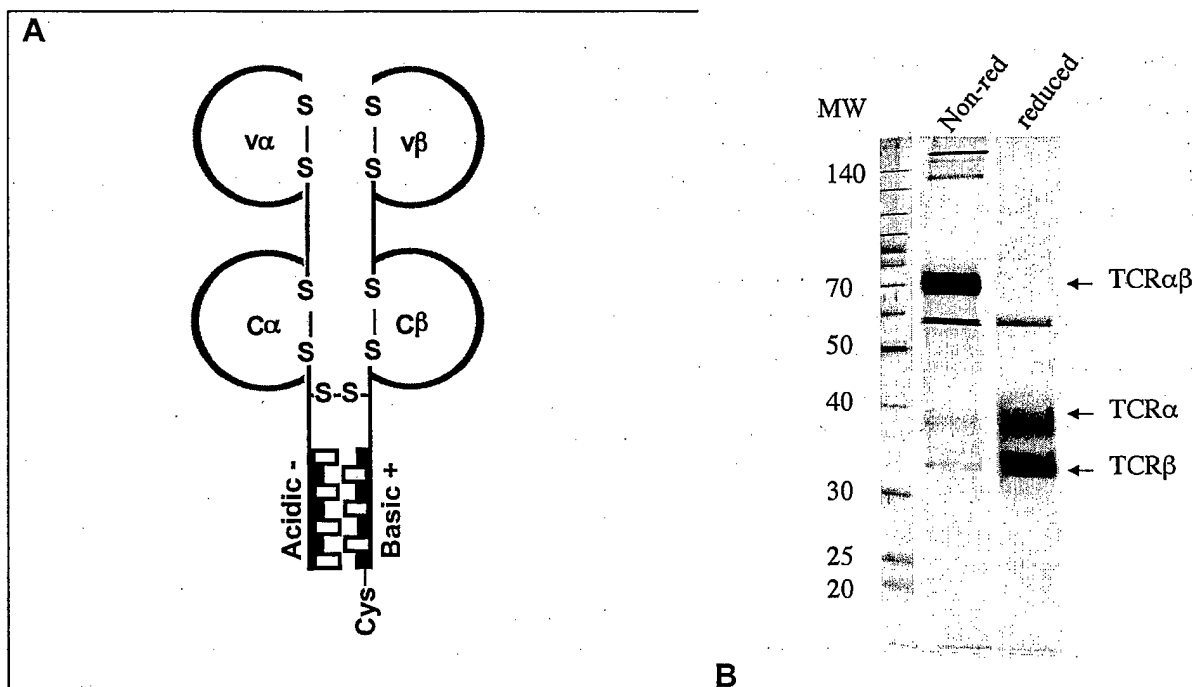 A
S S
vα vβ
S S
S S
Cα Cβ
S S
-S-S-
Acidic -
Basic +
Cys
MW
Non-red
reduced
140
70
50
40
30
25
20
TCRαβ
TCRα
TCRβ
B